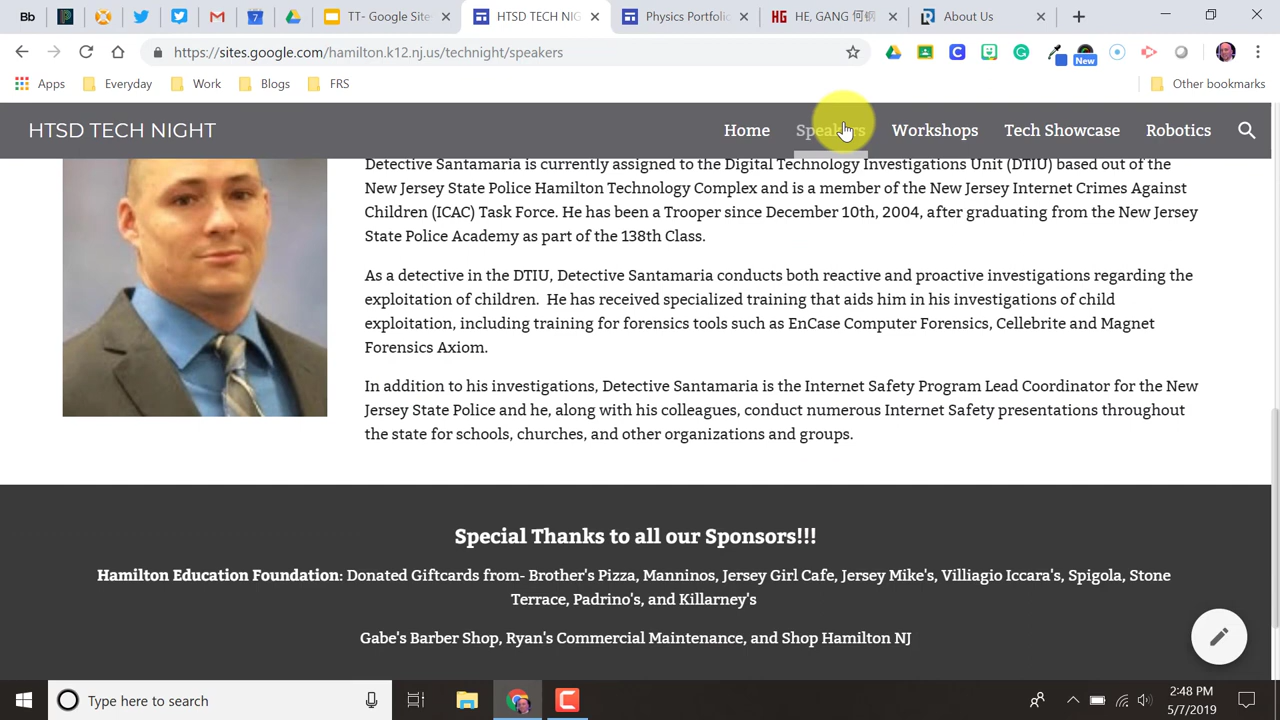 Bb
TT- Google Site
HTSD TECH NIG
Physics Portfolio
HE, GANG
About Us
https://sites.google.com/hamilton.k12.nj.us/technight/speakers
New
Apps
Everyday
Work
Blogs
FRS
Other bookmarks
HTSD TECH NIGHT
Home
Speakers
Workshops
Tech Showcase
Robotics
Detective Santamaria is currently assigned to the Digital Technology Investigations Unit (DTIU) based out of the
New Jersey State Police Hamilton Technology Complex and is a member of the New Jersey Internet Crimes Against
Children (ICAC) Task Force. He has been a Trooper since December 10th, 2004, after graduating from the New Jersey
State Police Academy as part of the 138th Class.
As a detective in the DTIU, Detective Santamaria conducts both reactive and proactive investigations regarding the
exploitation of children. He has received specialized training that aids him in his investigations of child
exploitation, including training for forensics tools such as EnCase Computer Forensics, Cellebrite and Magnet
Forensics Axiom.
In addition to his investigations, Detective Santamaria is the Internet Safety Program Lead Coordinator for the New
Jersey State Police and he, along with his colleagues, conduct numerous Internet Safety presentations throughout
the state for schools, churches, and other organizations and groups.
Special Thanks to all our Sponsors!!!
Hamilton Education Foundation: Donated Giftcards from- Brother's Pizza, Manninos, Jersey Girl Cafe, Jersey Mike's, Villiagio Iccara's, Spigola, Stone
Terrace, Padrino's, and Killarney's
Gabe's Barber Shop, Ryan's Commercial Maintenance, and Shop Hamilton NJ
Type here to search
2:48 PM
5/7/2019